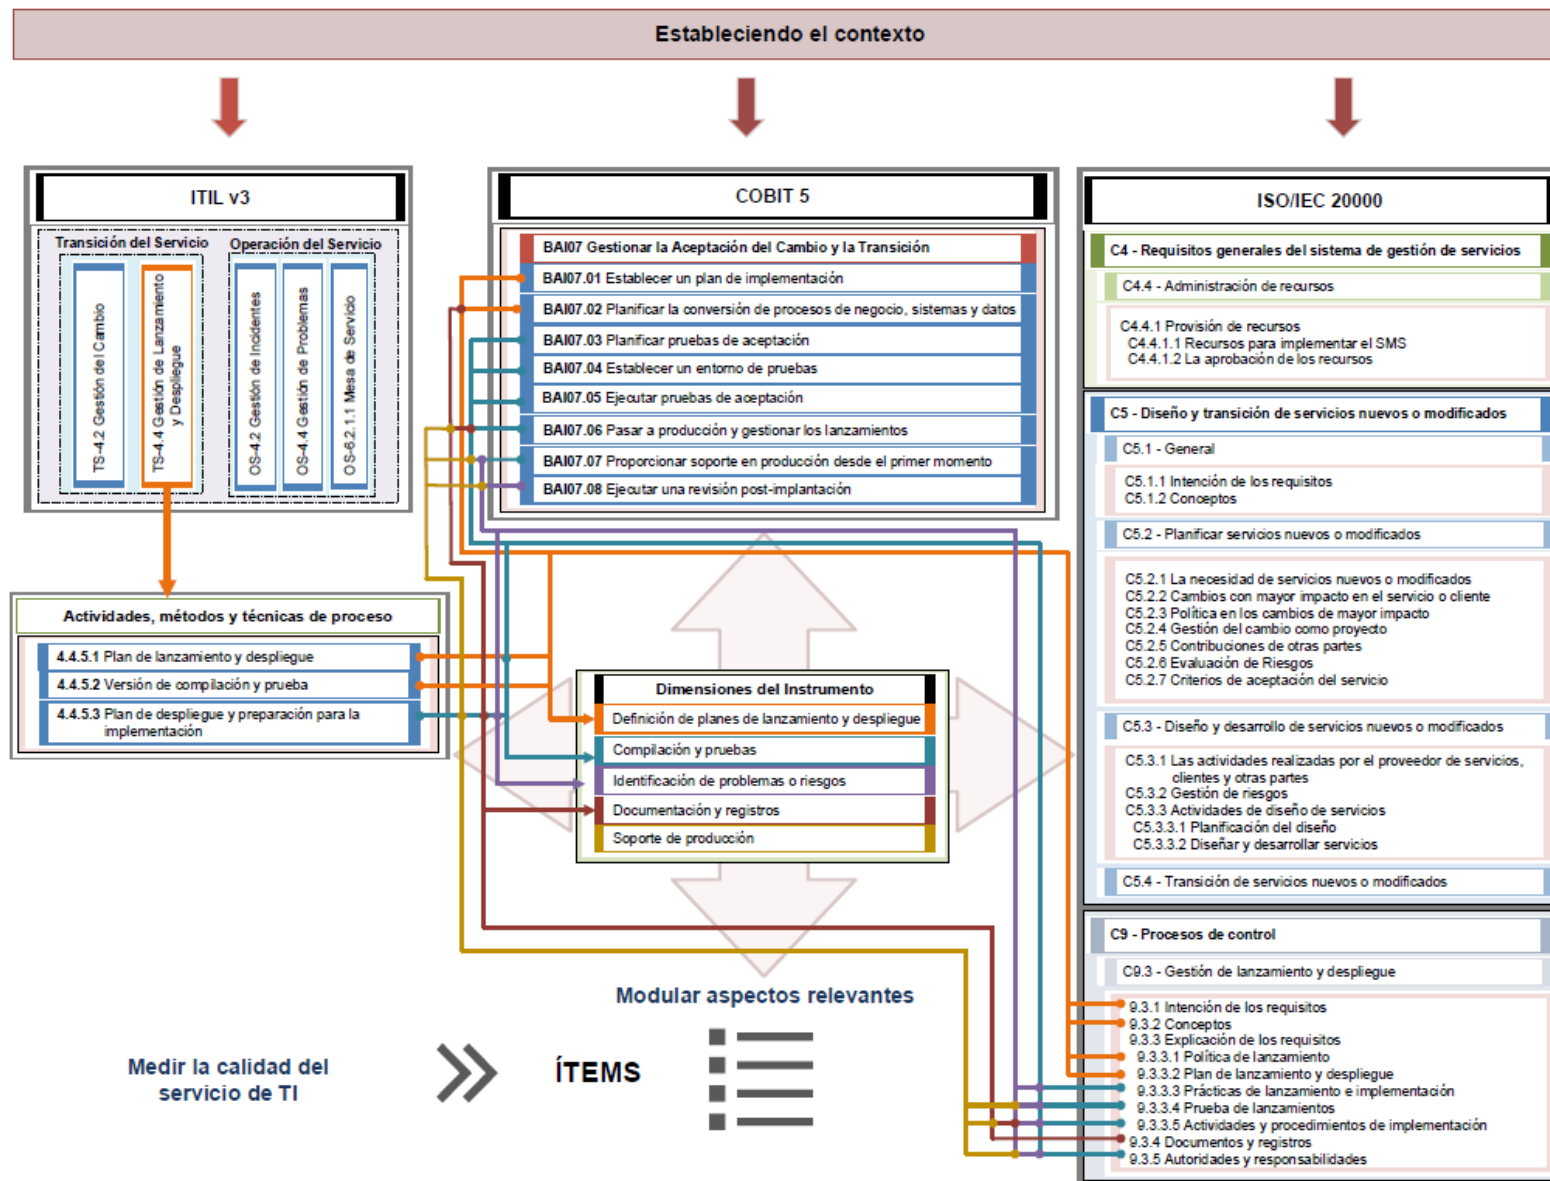 Estableciendo el contexto
ITIL v3
Transición del Servicio
Operación del Servicio
TS-4.2 Gestión del Cambio
TS-4.4 Gestión de Lanzamiento
y Despliegue
OS-4.2 Gestión de Incidentes
OS-4.4 Gestión de Problemas
OS-6.2.1.1 Mesa de Servicio
Actividades, métodos y técnicas de proceso
4.4.5.1 Plan de lanzamiento y despliegue
4.4.5.2 Versión de compilación y prueba
4.4.5.3 Plan de despliegue y preparación para la
implementación
COBIT 5
BAI07 Gestionar la Aceptación del Cambio y la Transición
BAI07.01 Establecer un plan de implementación
BAI07.02 Planificar la conversión de procesos de negocio, sistemas y datos
BAI07.03 Planificar pruebas de aceptación
BAI07.04 Establecer un entorno de pruebas
BAI07.05 Ejecutar pruebas de aceptación
BAI07.06 Pasar a producción y gestionar los lanzamientos
BAI07.07 Proporcionar soporte en producción desde el primer momento
BAI07.08 Ejecutar una revisión post-implantación
Dimensiones del Instrumento
Definición de planes de lanzamiento y despliegue
Compilación y pruebas
Identificación de problemas o riesgos
Documentación y registros
Soporte de producción
ISO/IEC 20000
C4 - Requisitos generales del sistema de gestión de servicios
C4.4 - Administración de recursos
C4.4.1 Provisión de recursos
C4.4.1.1 Recursos para implementar el SMS
C4.4.1.2 La aprobación de los recursos
C5 - Diseño y transición de servicios nuevos o modificados
C5.1 - General
C5.1.1 Intención de los requisitos
C5.1.2 Conceptos
C5.2 - Planificar servicios nuevos o modificados
C5.2.1 La necesidad de servicios nuevos o modificados
C5.2.2 Cambios con mayor impacto en el servicio o cliente
C5.2.3 Política en los cambios de mayor impacto
C5.2.4 Gestión del cambio como proyecto
C5.2.5 Contribuciones de otras partes
C5.2.6 Evaluación de Riesgos
C5.2.7 Criterios de aceptación del servicio
C5.3 - Diseño y desarrollo de servicios nuevos o modificados
C5.3.1 Las actividades realizadas por el proveedor de servicios,
clientes y otras partes
C5.3.2 Gestión de riesgos
C5.3.3 Actividades de diseño de servicios
C5.3.3.1 Planificación del diseño
C5.3.3.2 Diseñar y desarrollar servicios
C5.4 - Transición de servicios nuevos o modificados
C9 - Procesos de control
C9.3 - Gestión de lanzamiento y despliegue
9.3.1 Intención de los requisitos
9.3.2 Conceptos
9.3.3 Explicación de los requisitos
9.3.3.1 Política de lanzamiento
9.3.3.2 Plan de lanzamiento y despliegue
9.3.3.3 Prácticas de lanzamiento e implementación
9.3.3.4 Prueba de lanzamientos
9.3.3.5 Actividades y procedimientos de implementación
9.3.4 Documentos y registros
9.3.5 Autoridades y responsabilidades
Modular aspectos relevantes
Medir la calidad del
servicio de TI
ÍTEMS